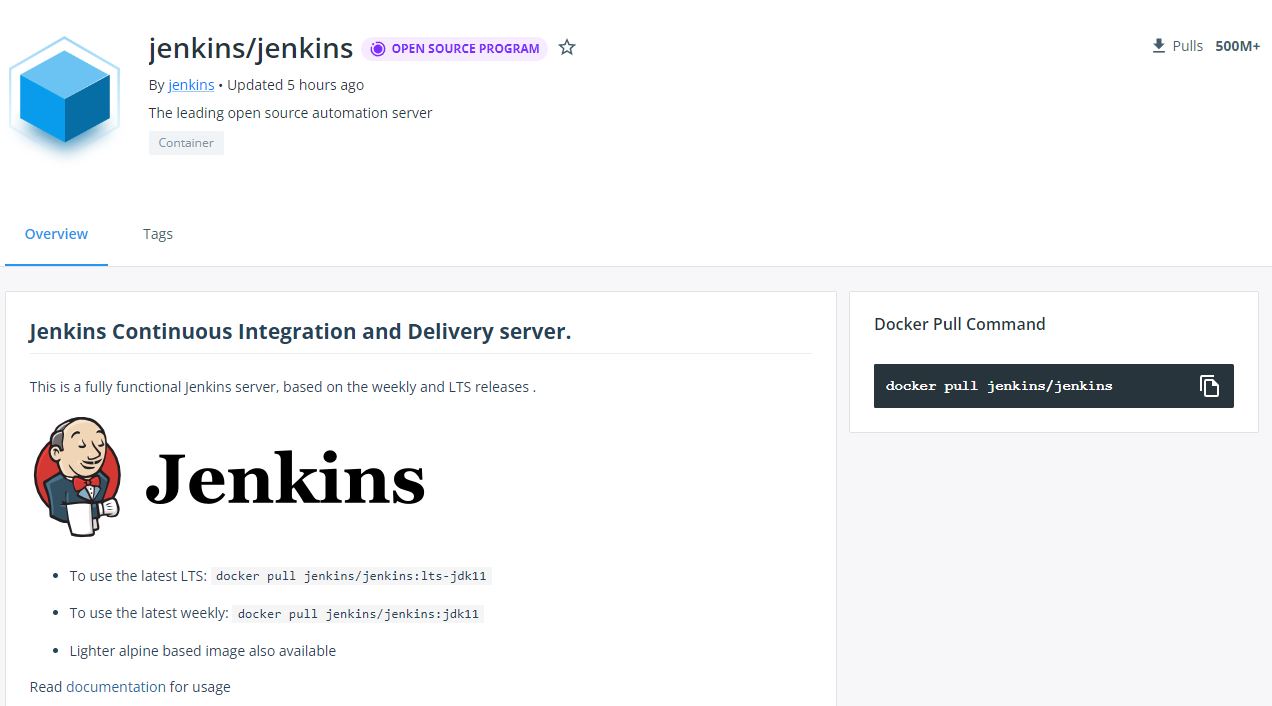 jenkins/jenkins OPEN SOURCE PROGRAM
Pulls 500M+
By jenkins • Updated 5 hours ago
The leading open source automation server
Container
Overview Tags
Jenkins Continuous Integration and Delivery server.
This is a fully functional Jenkins server, based on the weekly and LTS releases .
Jenkins
• To use the latest LTS: docker pull jenkins/jenkins:lts-jdk11
• To use the latest weekly: docker pull jenkins/jenkins:jdk11
• Lighter alpine based image also available
Read documentation for usage
Docker Pull Command
docker pull jenkins/jenkins